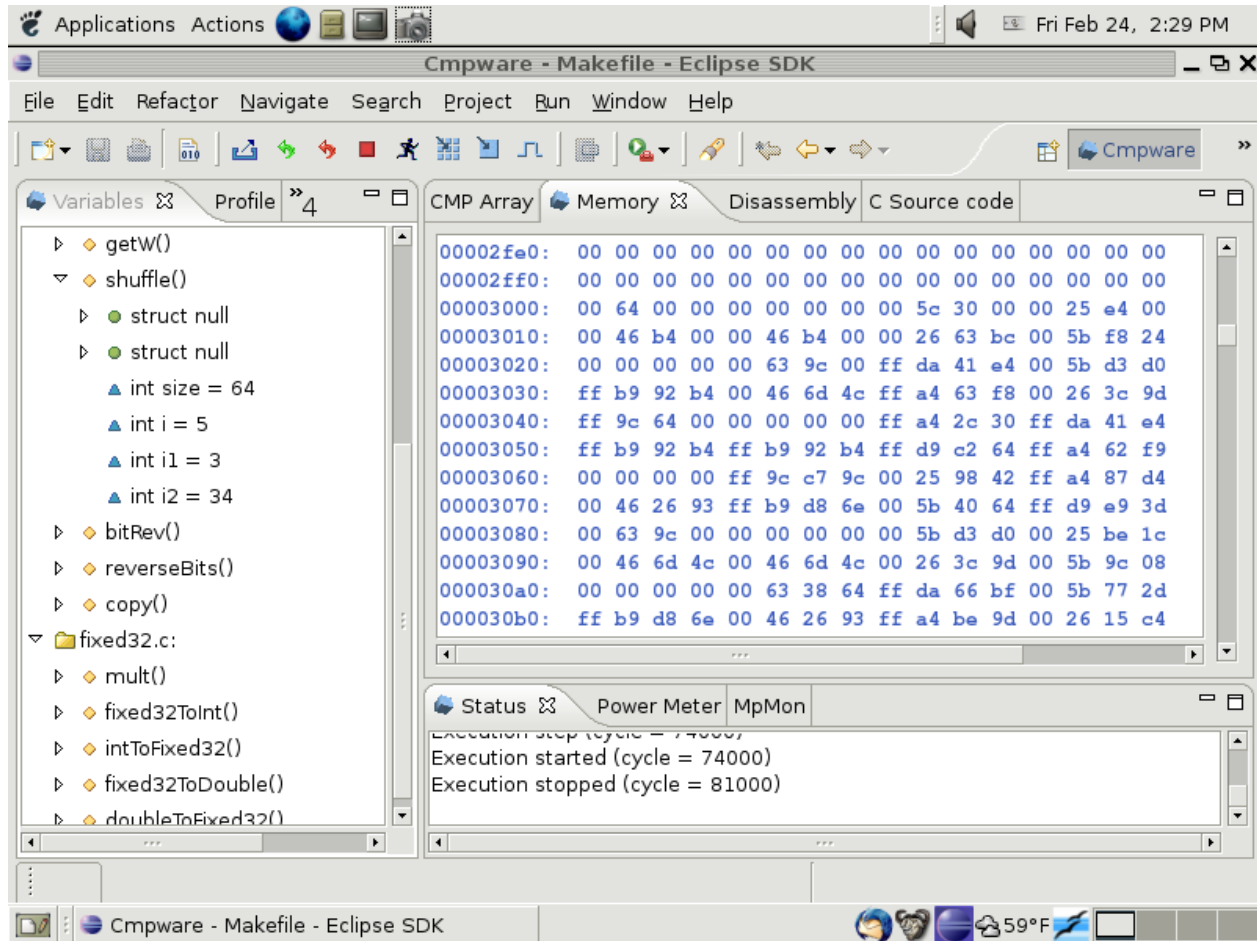 Applications Actions Fri Feb 24, 2:29 PM
Cmpware - Makefile - Eclipse SDK
File Edit Refactor Navigate Search Project Run Window Help
010 Cmpware »
Variables Profile »4
getW()
shuffle()
struct null
struct null
int size = 64
int i = 5
int i1 = 3
int i2 = 34
bitRev()
reverseBits()
copy()
fixed32.c:
mult()
fixed32ToInt()
intToFixed32()
fixed32ToDouble()
doubleToFixed32()
CMP Array Memory Disassembly C Source code
00002fe0: 00 00 00 00 00 00 00 00 00 00 00 00 00 00 00 00
00002ff0: 00 00 00 00 00 00 00 00 00 00 00 00 00 00 00 00
00003000: 00 64 00 00 00 00 00 00 00 5c 30 00 00 25 e4 00
00003010: 00 46 b4 00 00 46 b4 00 00 26 63 bc 00 5b f8 24
00003020: 00 00 00 00 00 63 9c 00 ff da 41 e4 00 5b d3 d0
00003030: ff b9 92 b4 00 46 6d 4c ff a4 63 f8 00 26 3c 9d
00003040: ff 9c 64 00 00 00 00 00 ff a4 2c 30 ff da 41 e4
00003050: ff b9 92 b4 ff b9 92 b4 ff d9 c2 64 ff a4 62 f9
00003060: 00 00 00 00 ff 9c c7 9c 00 25 98 42 ff a4 87 d4
00003070: 00 46 26 93 ff b9 d8 6e 00 5b 40 64 ff d9 e9 3d
00003080: 00 63 9c 00 00 00 00 00 00 5b d3 d0 00 25 be 1c
00003090: 00 46 6d 4c 00 46 6d 4c 00 26 3c 9d 00 5b 9c 08
000030a0: 00 00 00 00 00 63 38 64 ff da 66 bf 00 5b 77 2d
000030b0: ff b9 d8 6e 00 46 26 93 ff a4 be 9d 00 26 15 c4
Status Power Meter MpMon
Execution step (cycle = 74000)
Execution started (cycle = 74000)
Execution stopped (cycle = 81000)
Cmpware - Makefile - Eclipse SDK 59°F